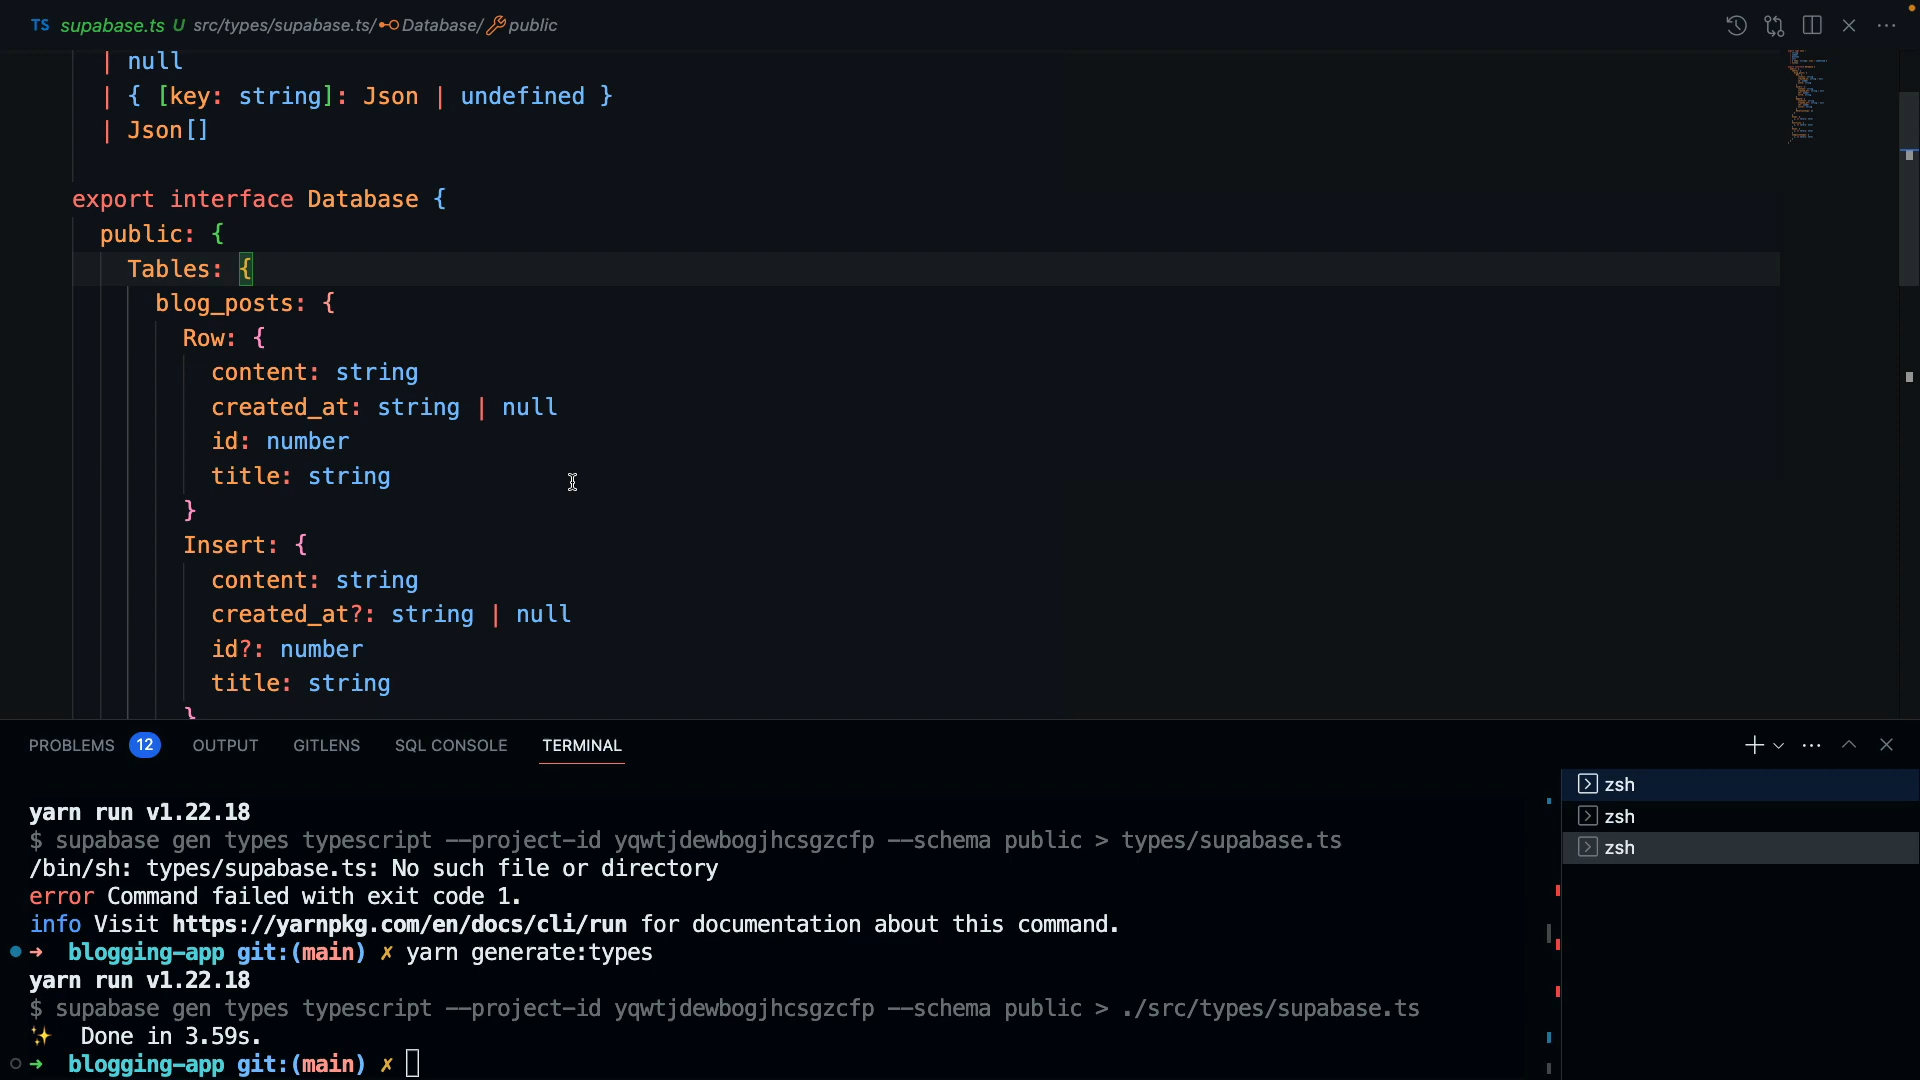 TS supabase.ts U src/types/supabase.ts/ Database/ public
| null
| { [key: string]: Json | undefined }
| Json[]
export interface Database {
public: {
Tables: {
blog_posts: {
Row: {
content: string
created_at: string | null
id: number
title: string
}
Insert: {
content: string
created_at?: string | null
id?: number
title: string
}
PROBLEMS 12 OUTPUT GITLENS SQL CONSOLE TERMINAL
zsh
zsh
zsh
yarn run v1.22.18
$ supabase gen types typescript --project-id yqwtjdewbogjhcsgzcfp --schema public > types/supabase.ts
/bin/sh: types/supabase.ts: No such file or directory
error Command failed with exit code 1.
info Visit https://yarnpkg.com/en/docs/cli/run for documentation about this command.
➜ blogging-app git:(main) ✗ yarn generate:types
yarn run v1.22.18
$ supabase gen types typescript --project-id yqwtjdewbogjhcsgzcfp --schema public > ./src/types/supabase.ts
✨ Done in 3.59s.
➜ blogging-app git:(main) ✗